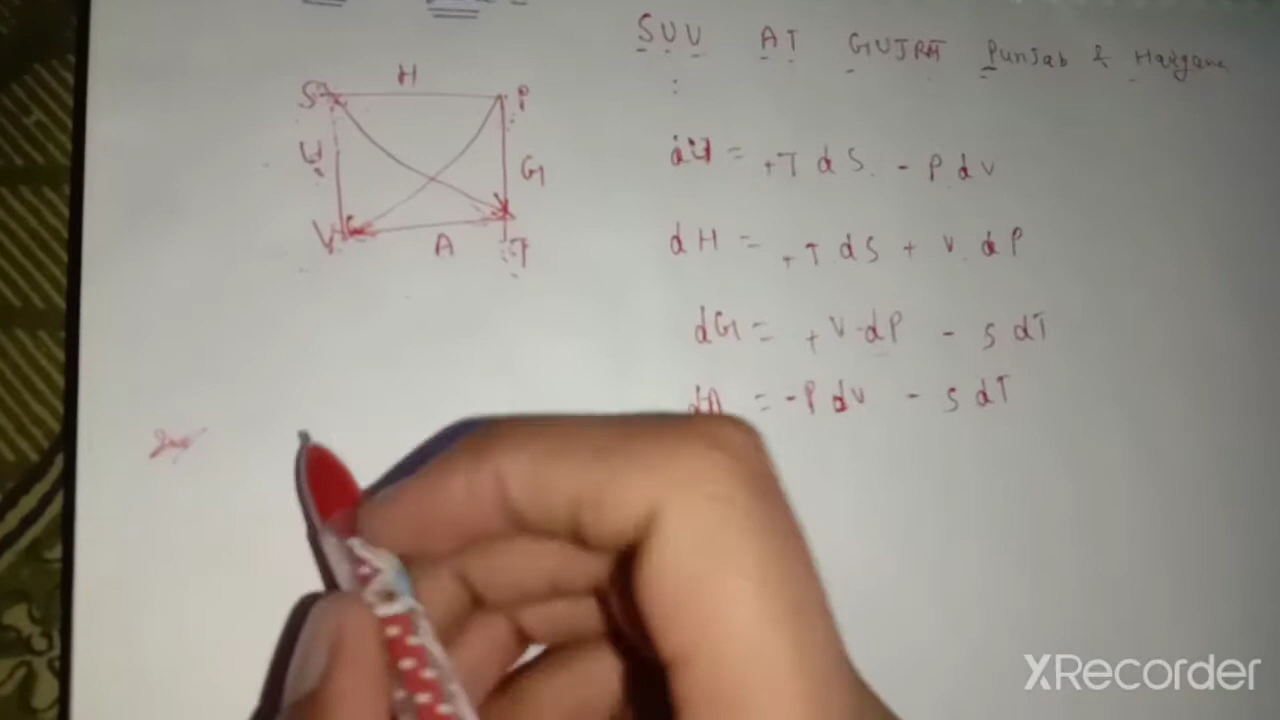 SUV AT GUJRAT Punjab & Haryana
:
H
S P
U G
V A T
dU = +T dS - P dV
dH = +T dS + V. dP
dG = +V.dP - S dT
dA = -P dV - S dT
XRecorder